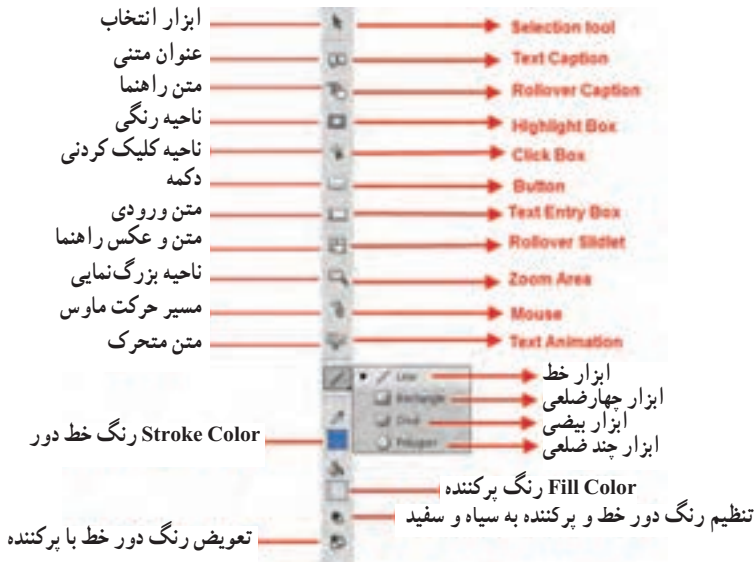 ابزار انتخاب Selection tool
عنوان متنی Text Caption
متن راهنما Rollover Caption
ناحیه رنگی Highlight Box
ناحیه کلیک کردنی Click Box
دکمه Button
متن ورودی Text Entry Box
متن و عکس راهنما Rollover Slidlet
ناحیه بزرگ‌نمایی Zoom Area
مسیر حرکت ماوس Mouse
متن متحرک Text Animation
Line ابزار خط
Rectangle ابزار چهارضلعی
Oval ابزار بیضی
Polygon ابزار چند ضلعی
Stroke Color رنگ خط دور
Fill Color رنگ پرکننده
تنظیم رنگ دور خط و پرکننده به سیاه و سفید
تعویض رنگ دور خط با پرکننده